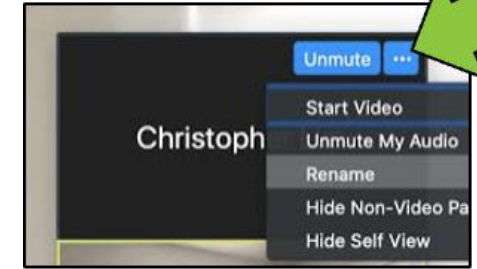 Unmute ...
Start Video
Christoph
Unmute My Audio
Rename
Hide Non-Video Pa
Hide Self View